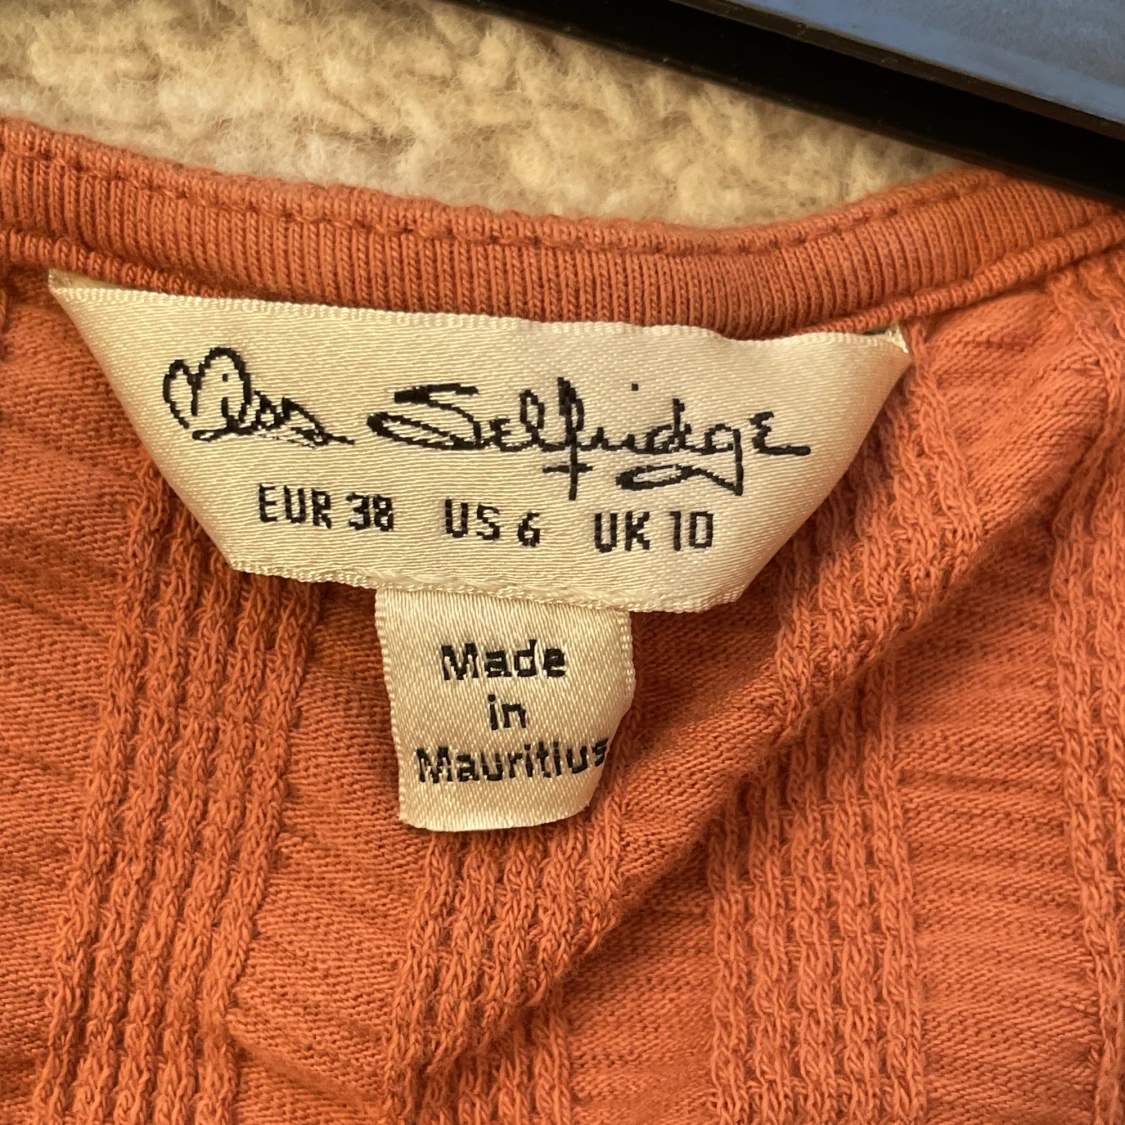 Miss Selfridge
EUR 38 US 6 UK 10
Made
in
Mauritius